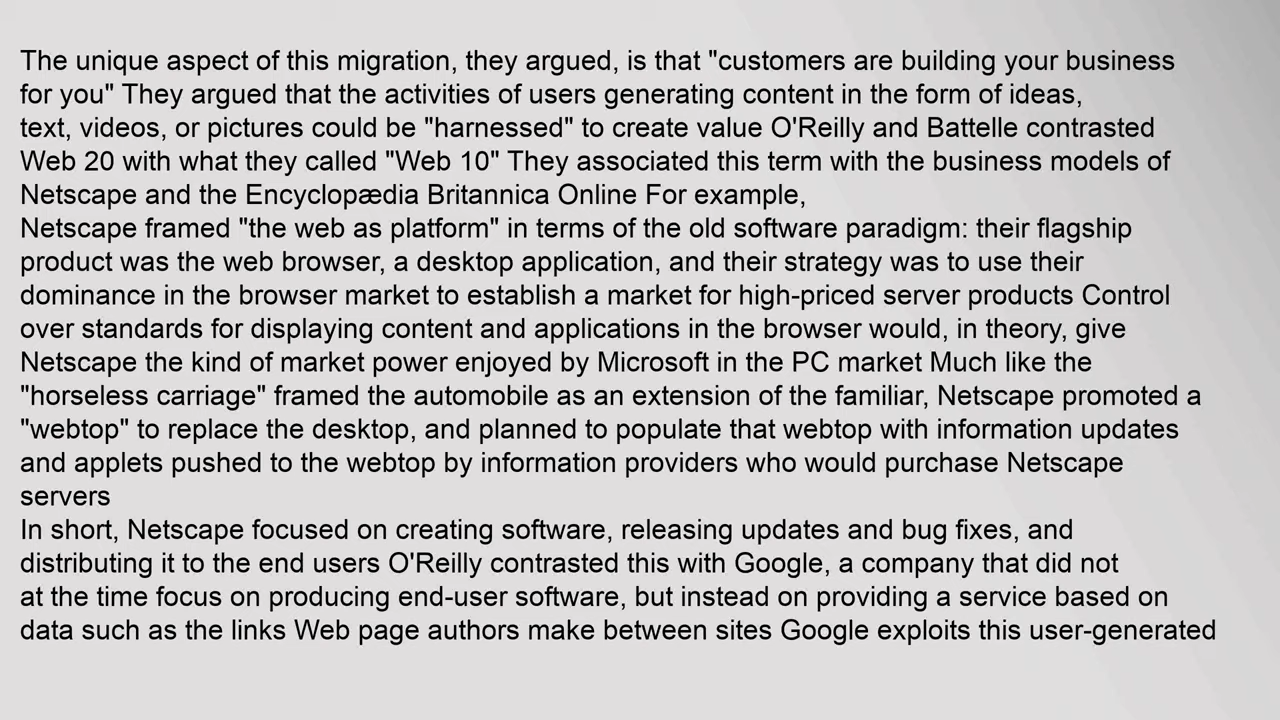 The unique aspect of this migration, they argued, is that "customers are building your business
for you" They argued that the activities of users generating content in the form of ideas,
text, videos, or pictures could be "harnessed" to create value O'Reilly and Battelle contrasted
Web 20 with what they called "Web 10" They associated this term with the business models of
Netscape and the Encyclopædia Britannica Online For example,
Netscape framed "the web as platform" in terms of the old software paradigm: their flagship
product was the web browser, a desktop application, and their strategy was to use their
dominance in the browser market to establish a market for high-priced server products Control
over standards for displaying content and applications in the browser would, in theory, give
Netscape the kind of market power enjoyed by Microsoft in the PC market Much like the
"horseless carriage" framed the automobile as an extension of the familiar, Netscape promoted a
"webtop" to replace the desktop, and planned to populate that webtop with information updates
and applets pushed to the webtop by information providers who would purchase Netscape
servers
In short, Netscape focused on creating software, releasing updates and bug fixes, and
distributing it to the end users O'Reilly contrasted this with Google, a company that did not
at the time focus on producing end-user software, but instead on providing a service based on
data such as the links Web page authors make between sites Google exploits this user-generated